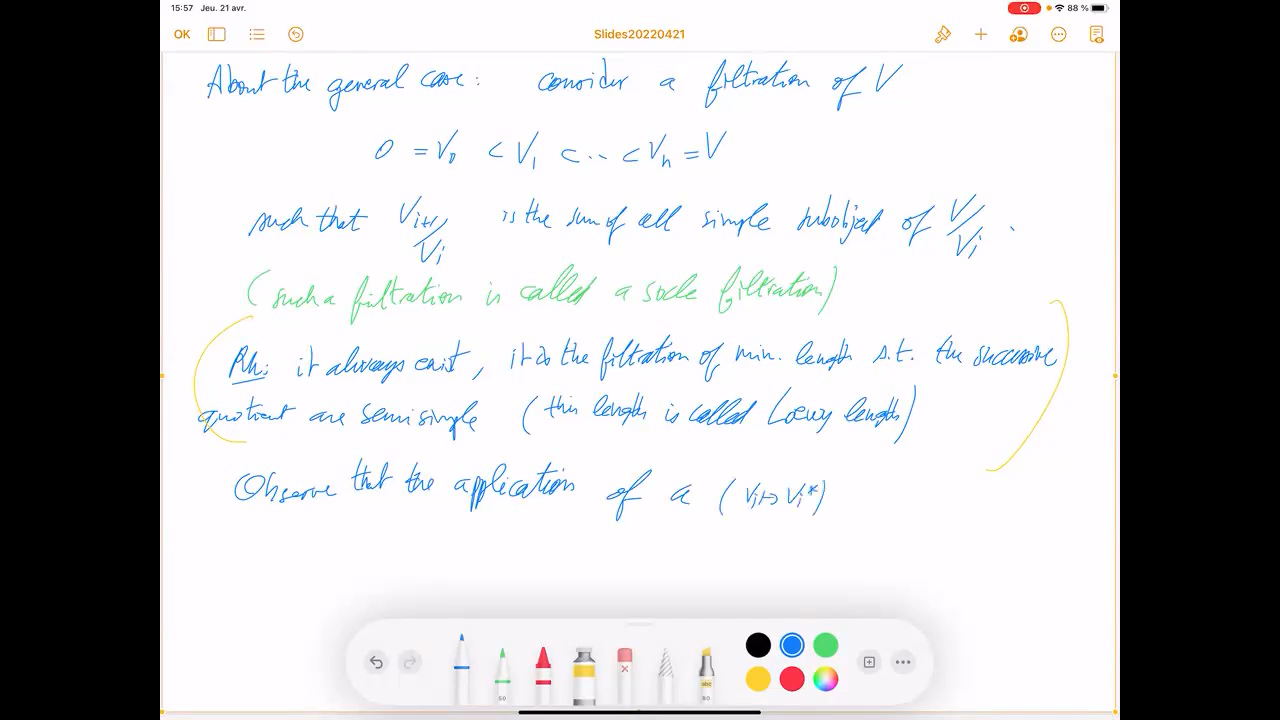 15:57 Jeu. 21 avr.
88 %
OK
Slides20220421
About the general case: consider a filtration of V
0 = V₀ ⊂ V₁ ⊂ ... ⊂ Vₙ = V
such that Vᵢ₊₁/Vᵢ is the sum of all simple subobject of V/Vᵢ.
(such a filtration is called a socle filtration)
Rk: it always exist, it is the filtration of min. length s.t. the successive
quotient are semisimple (this length is called Loewy length)
Observe that the application of a (Vᵢ ↦ Vᵢ*)
50
80